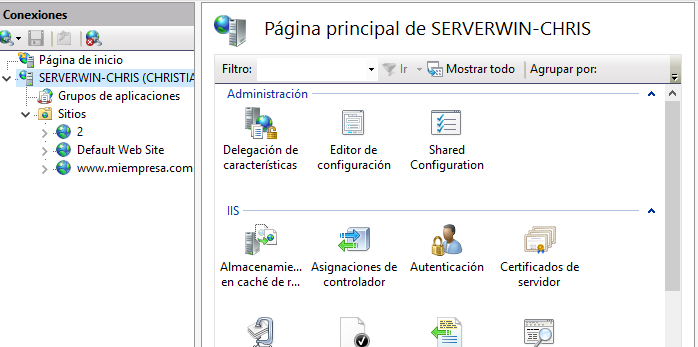 Conexiones
Página de inicio
SERVERWIN-CHRIS (CHRISTIA
Grupos de aplicaciones
Sitios
2
Default Web Site
www.miempresa.com
Página principal de SERVERWIN-CHRIS
Filtro:
Ir
Mostrar todo
Agrupar por:
Administración
Delegación de
características
Editor de
configuración
Shared
Configuration
IIS
Almacenamie...
en caché de r...
Asignaciones de
controlador
Autenticación
Certificados de
servidor